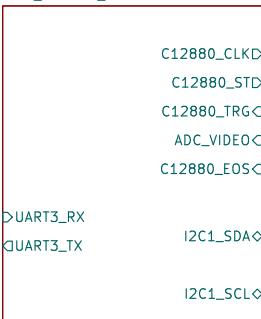 C12880_CLK
C12880_ST
C12880_TRG
ADC_VIDEO
C12880_EOS
UART3_RX
UART3_TX
I2C1_SDA
I2C1_SCL